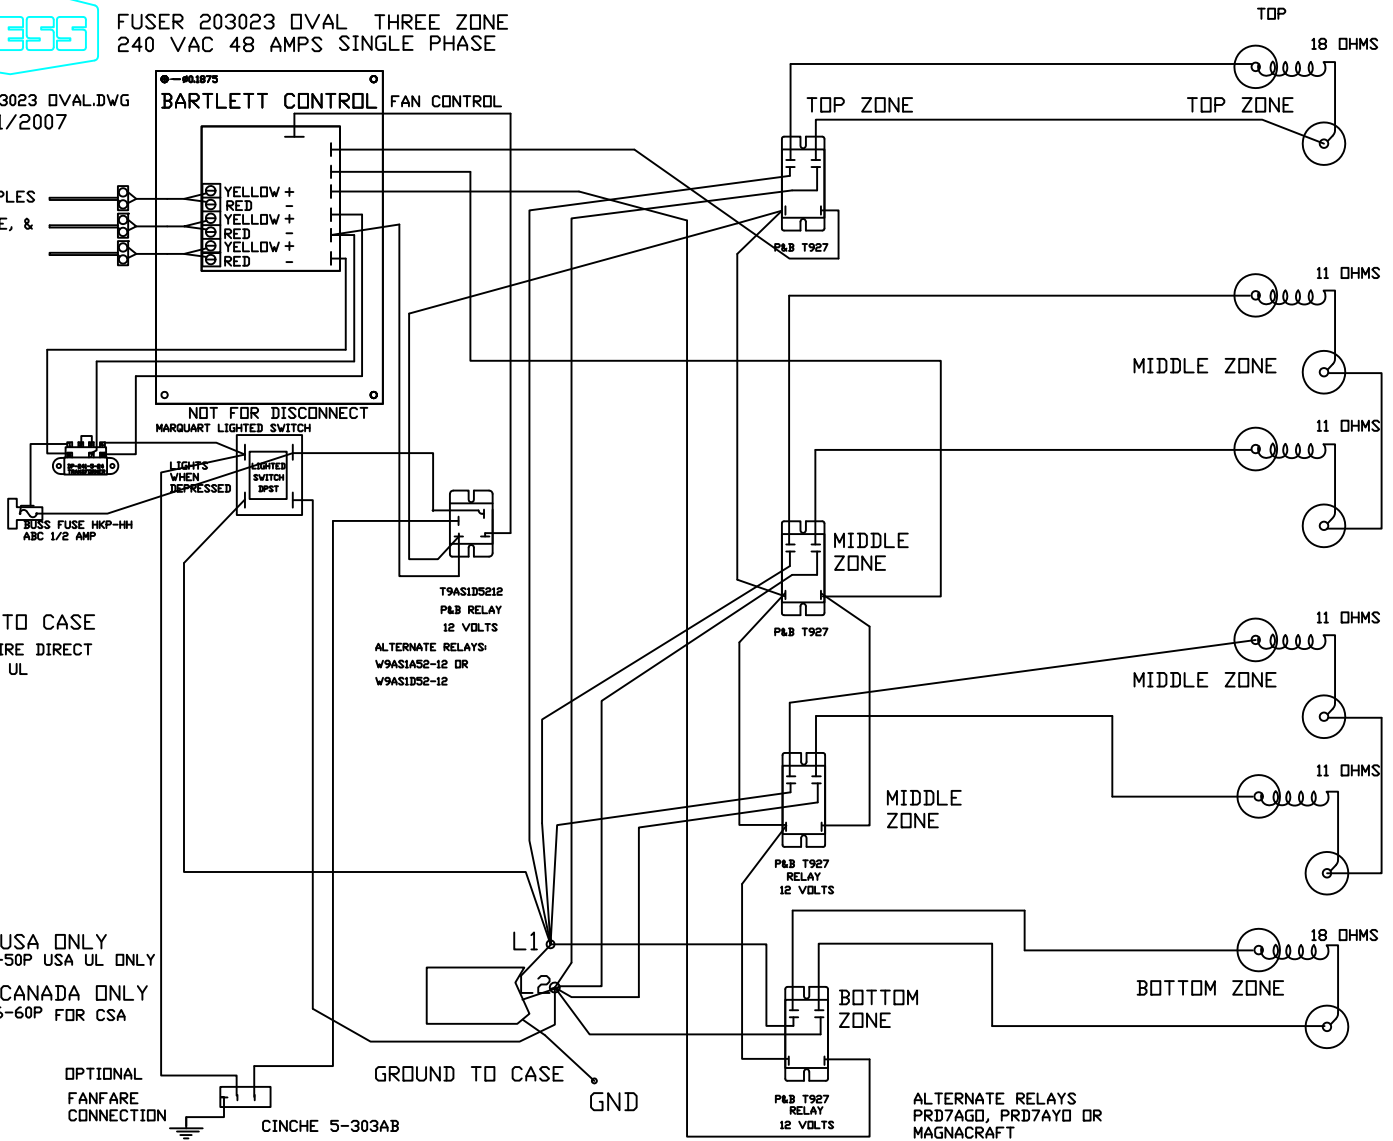 FUSER 203023 OVAL THREE ZONE
240 VAC 48 AMPS SINGLE PHASE
ESS
3023 OVAL.DWG
1/2007
ø0.1875
BARTLETT CONTROL
FAN CONTROL
YELLOW +
RED -
YELLOW +
RED -
YELLOW +
RED -
PLES
E, &
TOP
18 OHMS
TOP ZONE
TOP ZONE
P&B T927
11 OHMS
MIDDLE ZONE
11 OHMS
NOT FOR DISCONNECT
MARQUART LIGHTED SWITCH
LIGHTS
WHEN
DEPRESSED
LIGHTED
SWITCH
DPST
TRANSFORMER
BUSS FUSE HKP-HH
ABC 1/2 AMP
MIDDLE
ZONE
P&B T927
T9AS1D5212
P&B RELAY
12 VOLTS
ALTERNATE RELAYS:
W9AS1A52-12 OR
W9AS1D52-12
TO CASE
IRE DIRECT
UL
11 OHMS
MIDDLE ZONE
11 OHMS
MIDDLE
ZONE
P&B T927
RELAY
12 VOLTS
USA ONLY
-50P USA UL ONLY
CANADA ONLY
6-60P FOR CSA
L1
L2
18 OHMS
BOTTOM ZONE
BOTTOM
ZONE
OPTIONAL
FANFARE
CONNECTION
CINCHE 5-303AB
GROUND TO CASE
GND
P&B T927
RELAY
12 VOLTS
ALTERNATE RELAYS
PRD7AGO, PRD7AYO OR
MAGNACRAFT